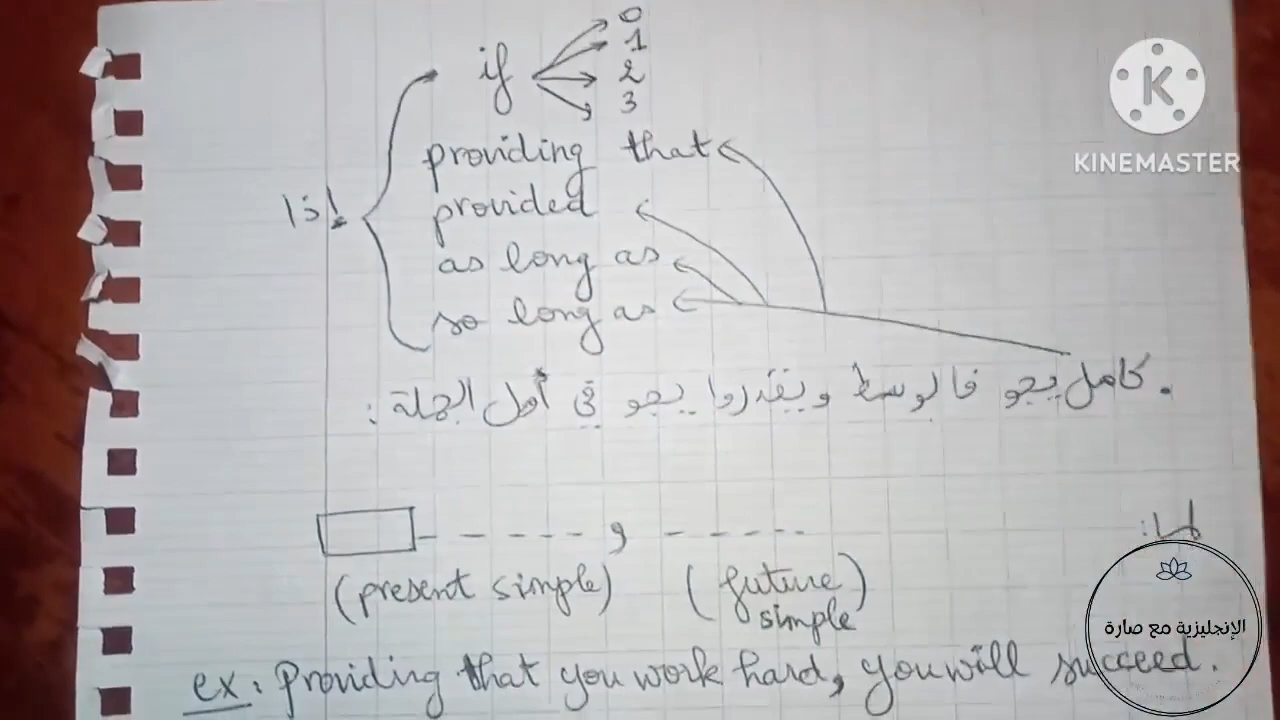 if
0
1
2
3
providing that
provided
as long as
so long as
إذا
. كامل يجو فالوسط ويقدروا يجو في أول الجملة :
إما:
(present simple)
(future simple)
ex: Providing that you work hard, you will succeed.
KINEMASTER
الإنجليزية مع صارة